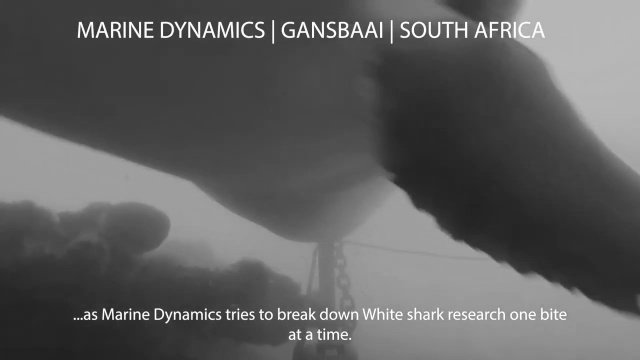 MARINE DYNAMICS | GANSBAAI | SOUTH AFRICA
...as Marine Dynamics tries to break down White shark research one bite
at a time.